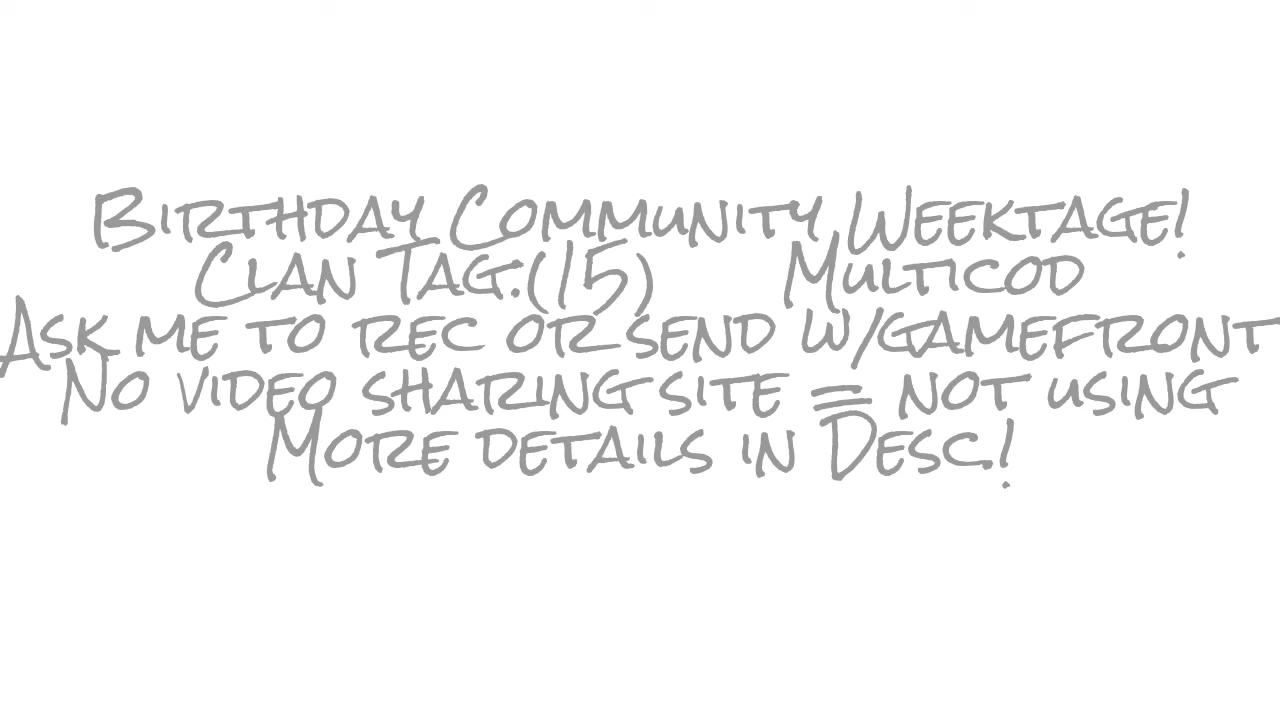 Birthday Community Weektage!
Clan Tag:(15) Multicod
Ask me to rec or send w/gamefront
No video sharing site = not using
More details in Desc.!